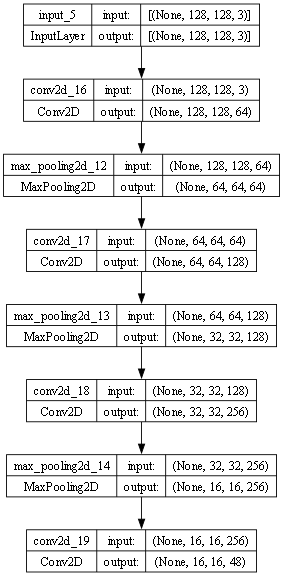 input_5 input: [(None, 128, 128, 3)]
InputLayer output: [(None, 128, 128, 3)]
conv2d_16 input: (None, 128, 128, 3)
Conv2D output: (None, 128, 128, 64)
max_pooling2d_12 input: (None, 128, 128, 64)
MaxPooling2D output: (None, 64, 64, 64)
conv2d_17 input: (None, 64, 64, 64)
Conv2D output: (None, 64, 64, 128)
max_pooling2d_13 input: (None, 64, 64, 128)
MaxPooling2D output: (None, 32, 32, 128)
conv2d_18 input: (None, 32, 32, 128)
Conv2D output: (None, 32, 32, 256)
max_pooling2d_14 input: (None, 32, 32, 256)
MaxPooling2D output: (None, 16, 16, 256)
conv2d_19 input: (None, 16, 16, 256)
Conv2D output: (None, 16, 16, 48)